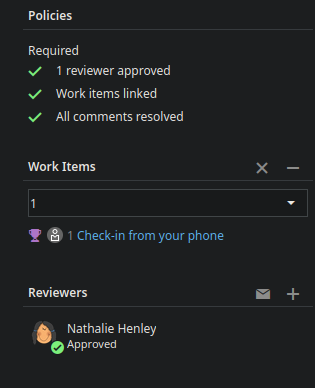 Policies
Required
1 reviewer approved
Work items linked
All comments resolved
Work Items
1
1 Check-in from your phone
Reviewers
Nathalie Henley
Approved